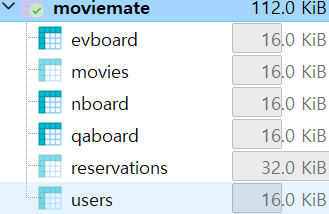 moviemate 112.0 KiB
evboard 16.0 KiB
movies 16.0 KiB
nboard 16.0 KiB
qaboard 16.0 KiB
reservations 32.0 KiB
users 16.0 KiB